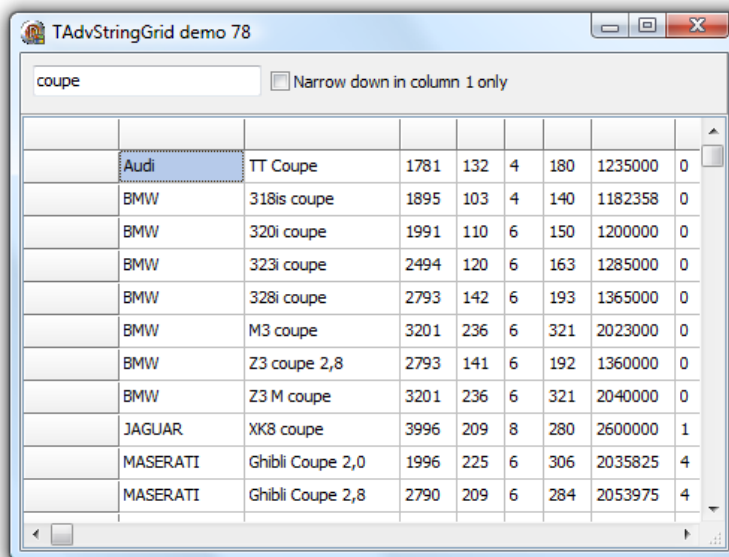 TAdvStringGrid demo 78
coupe Narrow down in column 1 only
Audi TT Coupe 1781 132 4 180 1235000 0
BMW 318is coupe 1895 103 4 140 1182358 0
BMW 320i coupe 1991 110 6 150 1200000 0
BMW 323i coupe 2494 120 6 163 1285000 0
BMW 328i coupe 2793 142 6 193 1365000 0
BMW M3 coupe 3201 236 6 321 2023000 0
BMW Z3 coupe 2,8 2793 141 6 192 1360000 0
BMW Z3 M coupe 3201 236 6 321 2040000 0
JAGUAR XK8 coupe 3996 209 8 280 2600000 1
MASERATI Ghibli Coupe 2,0 1996 225 6 306 2035825 4
MASERATI Ghibli Coupe 2,8 2790 209 6 284 2053975 4